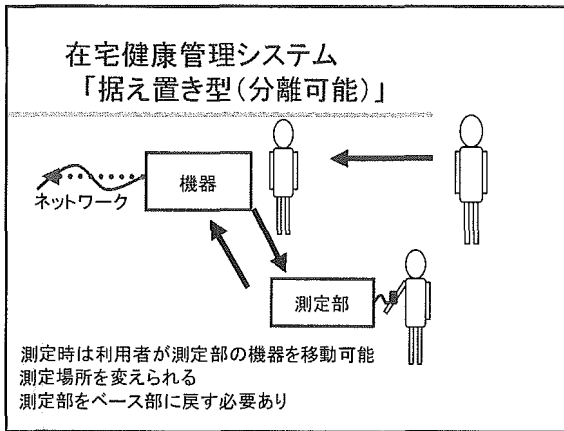 在宅健康管理システム
「据え置き型(分離可能)」
機器
ネットワーク
測定部
測定時は利用者が測定部の機器を移動可能
測定場所を変えられる
測定部をベース部に戻す必要あり